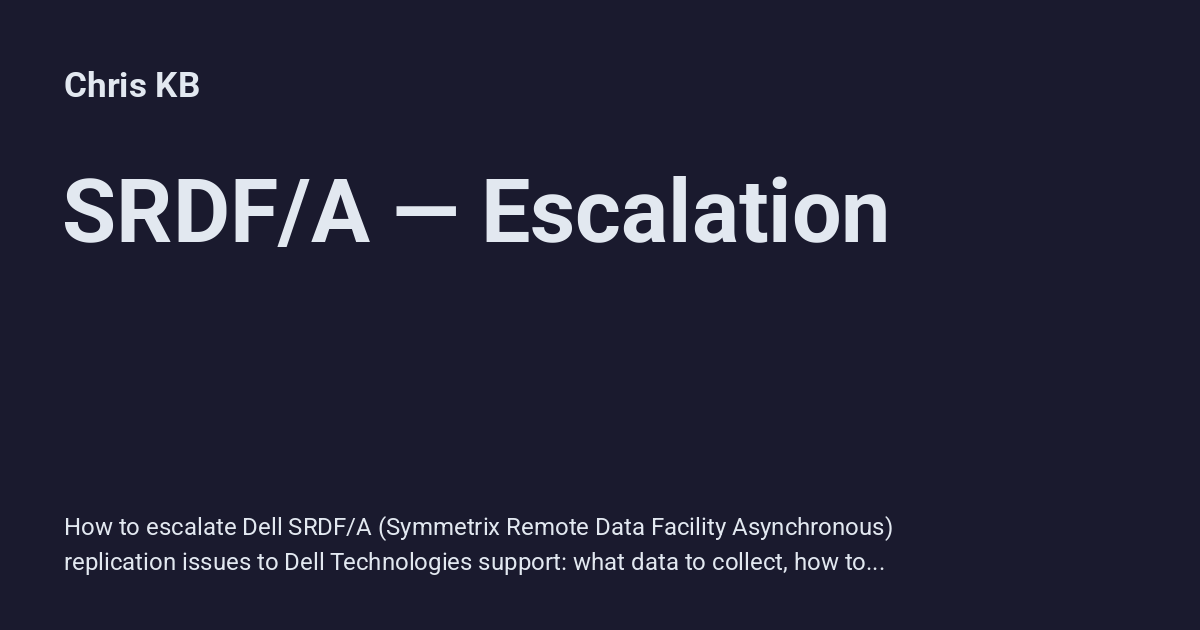 Chris KB
SRDF/A — Escalation
How to escalate Dell SRDF/A (Symmetrix Remote Data Facility Asynchronous)
replication issues to Dell Technologies support: what data to collect, how to...